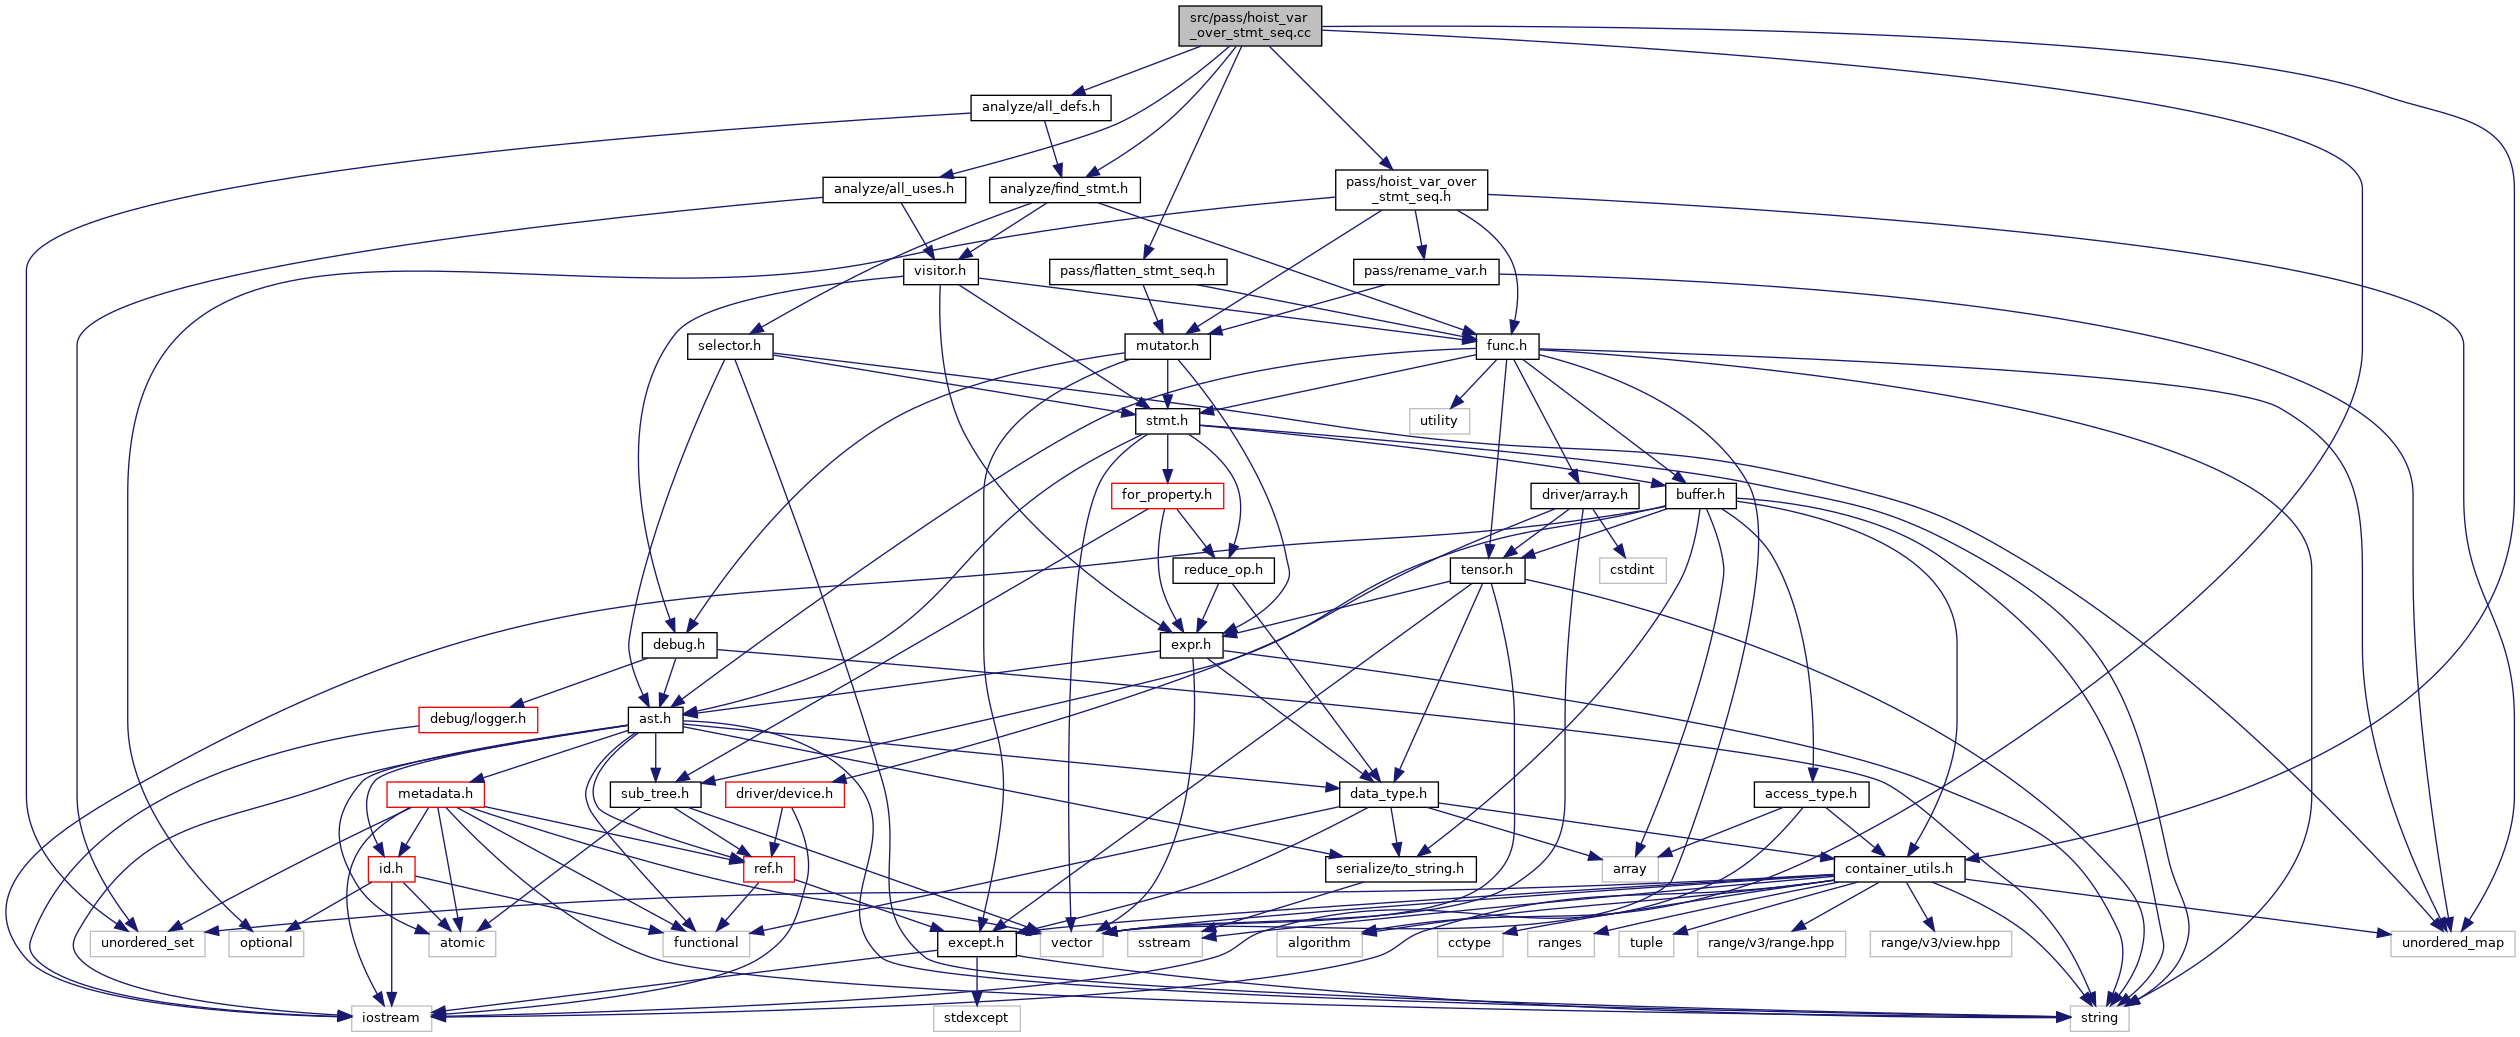 src/pass/hoist_var
_over_stmt_seq.cc
analyze/all_defs.h
analyze/all_uses.h
analyze/find_stmt.h
pass/hoist_var_over
_stmt_seq.h
visitor.h
pass/flatten_stmt_seq.h
pass/rename_var.h
selector.h
mutator.h
func.h
stmt.h
utility
for_property.h
driver/array.h
buffer.h
reduce_op.h
tensor.h
cstdint
debug.h
expr.h
debug/logger.h
ast.h
metadata.h
sub_tree.h
driver/device.h
data_type.h
access_type.h
id.h
ref.h
serialize/to_string.h
array
container_utils.h
unordered_set
optional
atomic
functional
except.h
vector
sstream
algorithm
cctype
ranges
tuple
range/v3/range.hpp
range/v3/view.hpp
unordered_map
iostream
stdexcept
string